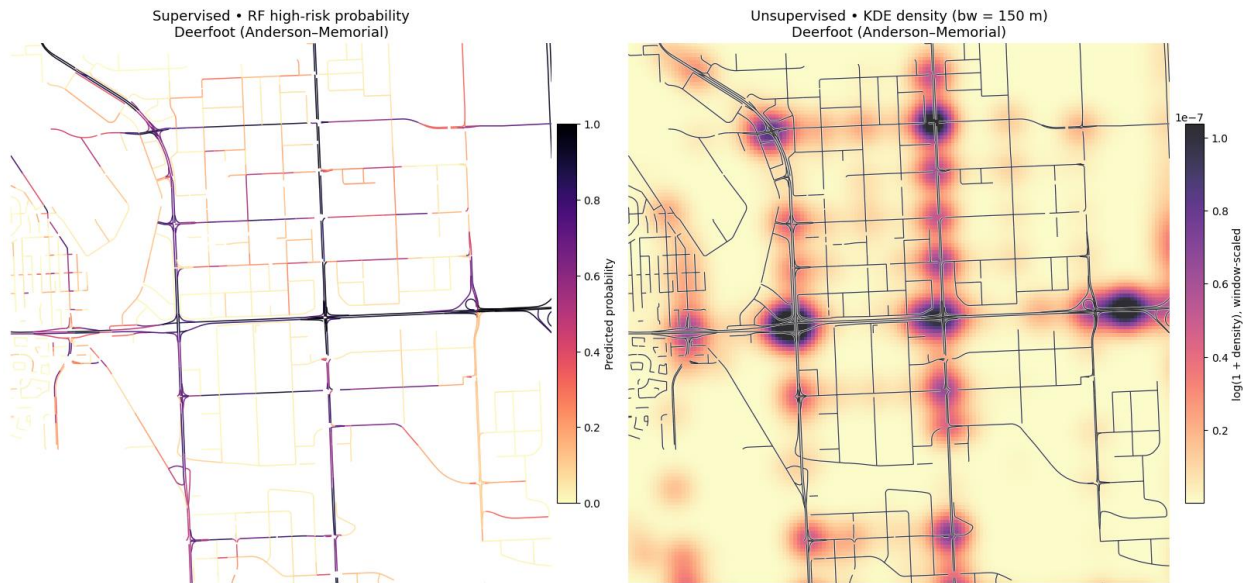 Supervised • RF high-risk probability
Deerfoot (Anderson–Memorial)
1.0
0.8
0.6
0.4
0.2
0.0
Predicted probability
Unsupervised • KDE density (bw = 150 m)
Deerfoot (Anderson–Memorial)
1e−7
1.0
0.8
0.6
0.4
0.2
log(1 + density), window-scaled